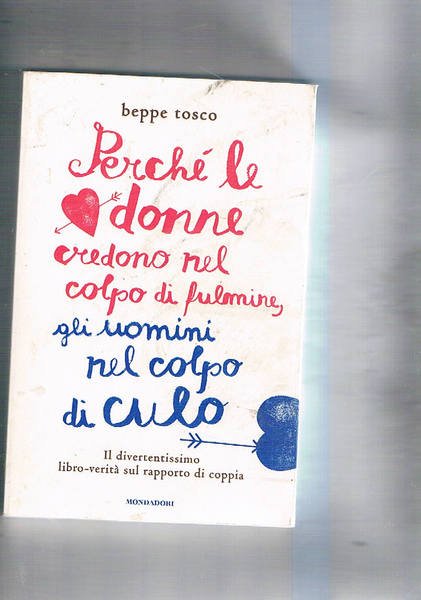 beppe tosco
Perché le
donne
credono nel
colpo di fulmine,
gli uomini
nel colpo
di culo
Il divertentissimo
libro-verità sul rapporto di coppia
MONDADORI